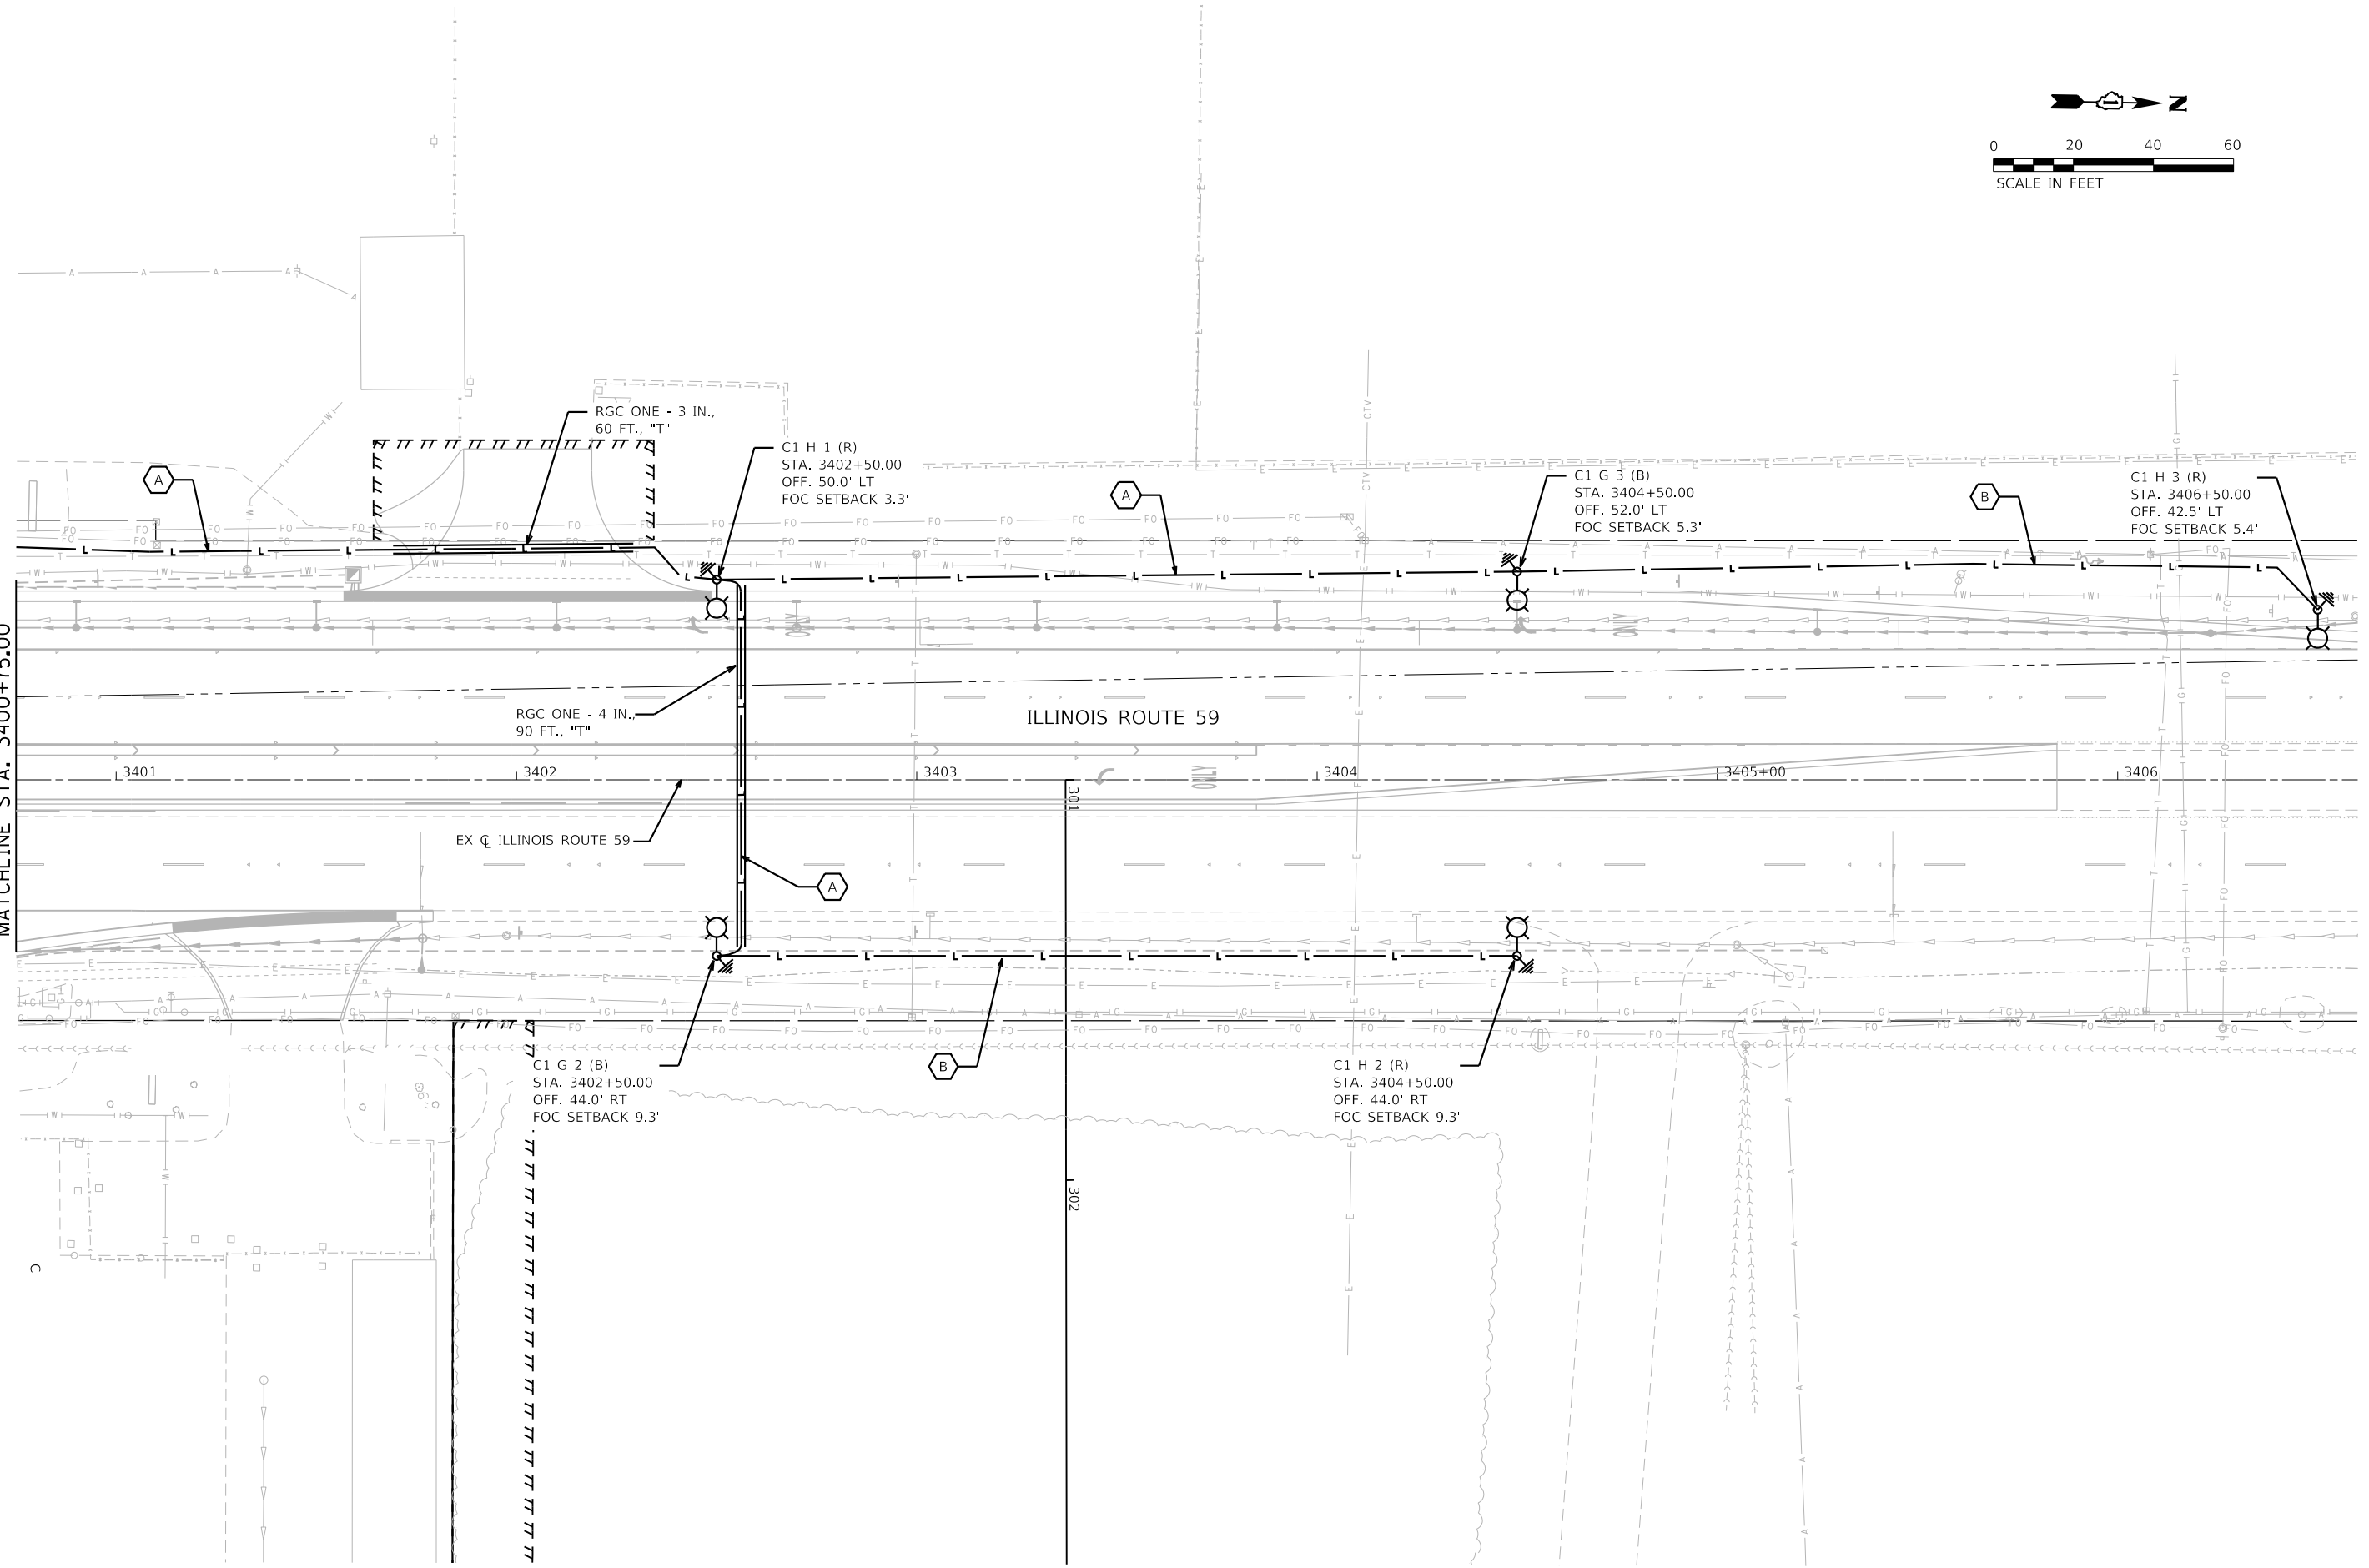 N
0 20 40 60
SCALE IN FEET
RGC ONE - 3 IN.,
60 FT., "T"
C1 H 1 (R)
STA. 3402+50.00
OFF. 50.0' LT
FOC SETBACK 3.3'
A
A
C1 G 3 (B)
STA. 3404+50.00
OFF. 52.0' LT
FOC SETBACK 5.3'
B
C1 H 3 (R)
STA. 3406+50.00
OFF. 42.5' LT
FOC SETBACK 5.4'
MATCHLINE STA. 3400+75.00
RGC ONE - 4 IN.,
90 FT., "T"
ILLINOIS ROUTE 59
3401
3402
3403
3404
3405+00
3406
301
ONLY
ONLY
ONLY
EX ℄ ILLINOIS ROUTE 59
A
C1 G 2 (B)
STA. 3402+50.00
OFF. 44.0' RT
FOC SETBACK 9.3'
B
C1 H 2 (R)
STA. 3404+50.00
OFF. 44.0' RT
FOC SETBACK 9.3'
302
C